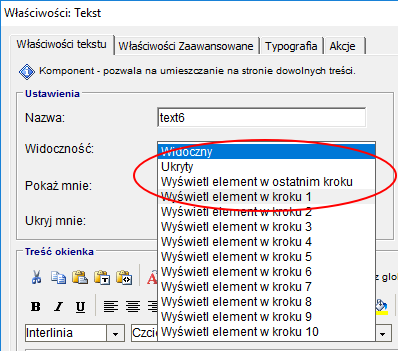 Właściwości: Tekst
Właściwości tekstu Właściwości Zaawansowane Typografia Akcje
Komponent - pozwala na umieszczanie na stronie dowolnych treści.
Ustawienia
Nazwa: text6
Widoczność: Widoczny
Ukryty
Wyświetl element w ostatnim kroku
Pokaż mnie:
Wyświetl element w kroku 1
Wyświetl element w kroku 2
Ukryj mnie:
Wyświetl element w kroku 3
Wyświetl element w kroku 4
Treść okienka
Wyświetl element w kroku 5
Wyświetl element w kroku 6
z glo
Wyświetl element w kroku 7
Wyświetl element w kroku 8
B I U
Wyświetl element w kroku 9
Interlinia Czcio
Wyświetl element w kroku 10